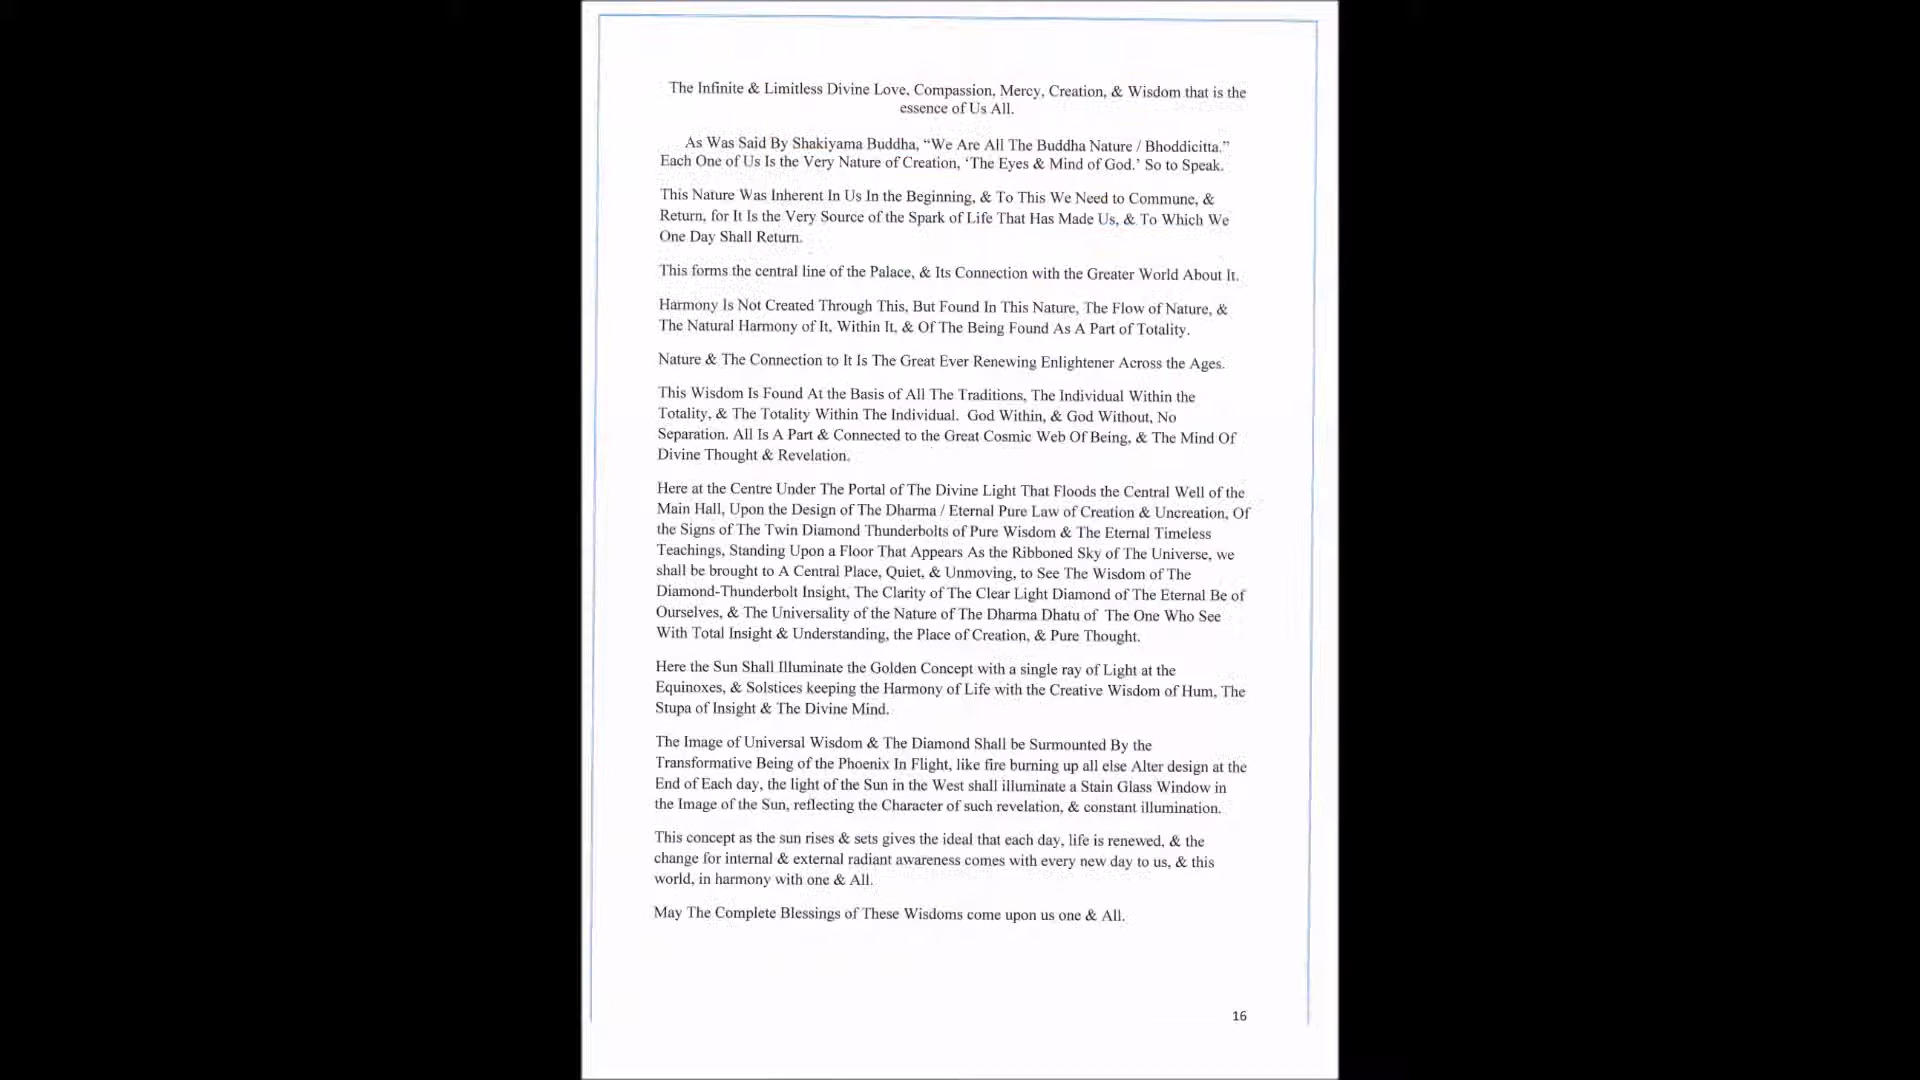 The Infinite & Limitless Divine Love, Compassion, Mercy, Creation, & Wisdom that is the
essence of Us All.
As Was Said By Shakiyama Buddha, “We Are All The Buddha Nature / Bhoddicitta.”
Each One of Us Is the Very Nature of Creation, ‘The Eyes & Mind of God.’ So to Speak.
This Nature Was Inherent In Us In the Beginning, & To This We Need to Commune, &
Return, for It Is the Very Source of the Spark of Life That Has Made Us, & To Which We
One Day Shall Return.
This forms the central line of the Palace, & Its Connection with the Greater World About It.
Harmony Is Not Created Through This, But Found In This Nature, The Flow of Nature, &
The Natural Harmony of It, Within It, & Of The Being Found As A Part of Totality.
Nature & The Connection to It Is The Great Ever Renewing Enlightener Across the Ages.
This Wisdom Is Found At the Basis of All The Traditions, The Individual Within the
Totality, & The Totality Within The Individual. God Within, & God Without, No
Separation. All Is A Part & Connected to the Great Cosmic Web Of Being, & The Mind Of
Divine Thought & Revelation.
Here at the Centre Under The Portal of The Divine Light That Floods the Central Well of the
Main Hall, Upon the Design of The Dharma / Eternal Pure Law of Creation & Uncreation, Of
the Signs of The Twin Diamond Thunderbolts of Pure Wisdom & The Eternal Timeless
Teachings, Standing Upon a Floor That Appears As the Ribboned Sky of The Universe, we
shall be brought to A Central Place, Quiet, & Unmoving, to See The Wisdom of The
Diamond-Thunderbolt Insight, The Clarity of The Clear Light Diamond of The Eternal Be of
Ourselves, & The Universality of the Nature of The Dharma Dhatu of The One Who See
With Total Insight & Understanding, the Place of Creation, & Pure Thought.
Here the Sun Shall Illuminate the Golden Concept with a single ray of Light at the
Equinoxes, & Solstices keeping the Harmony of Life with the Creative Wisdom of Hum, The
Stupa of Insight & The Divine Mind.
The Image of Universal Wisdom & The Diamond Shall be Surmounted By the
Transformative Being of the Phoenix In Flight, like fire burning up all else Alter design at the
End of Each day, the light of the Sun in the West shall illuminate a Stain Glass Window in
the Image of the Sun, reflecting the Character of such revelation, & constant illumination.
This concept as the sun rises & sets gives the ideal that each day, life is renewed, & the
change for internal & external radiant awareness comes with every new day to us, & this
world, in harmony with one & All.
May The Complete Blessings of These Wisdoms come upon us one & All.
16